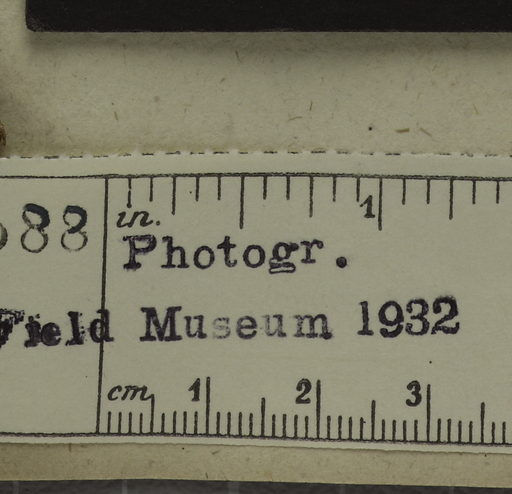 in. 1
88
Photogr.
Field Museum 1932
cm 1 2 3